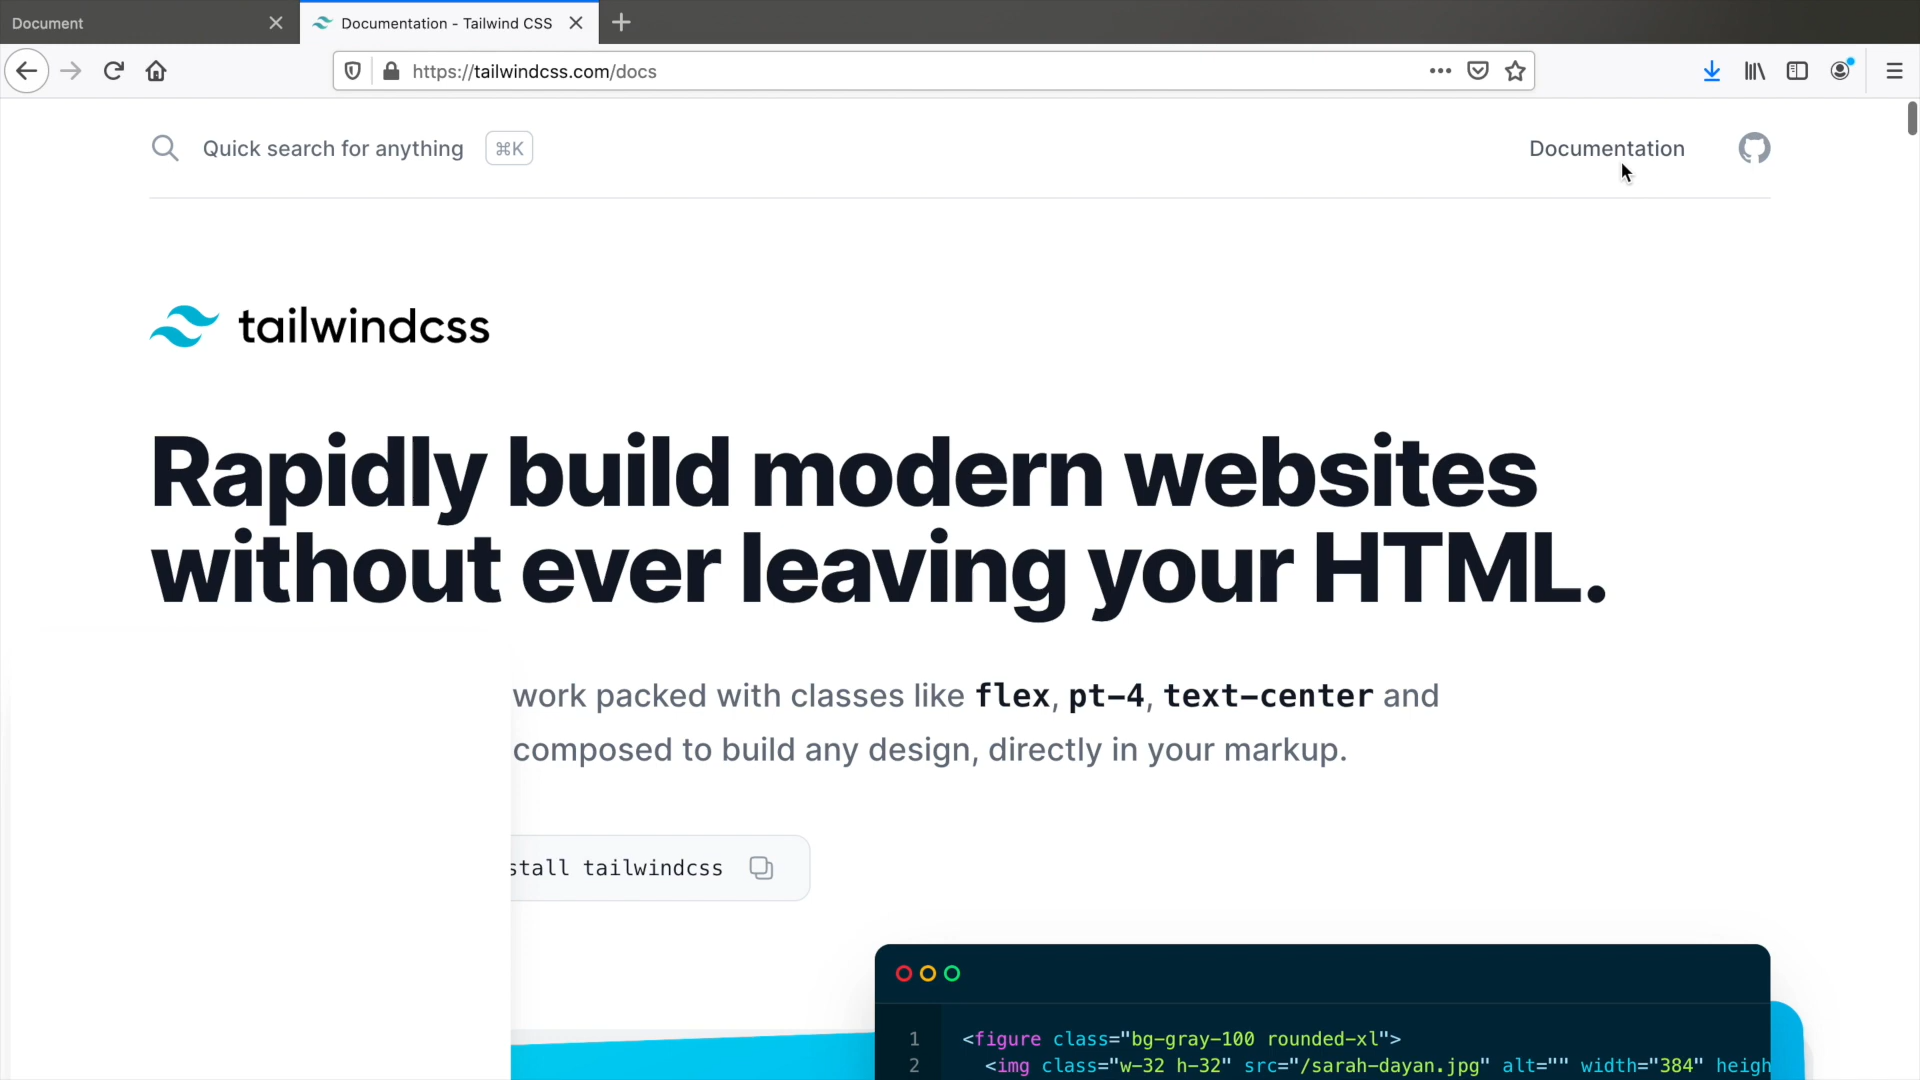 Document
Documentation - Tailwind CSS
https://tailwindcss.com/docs
Quick search for anything ⌘K
Documentation
tailwindcss
Rapidly build modern websites
without ever leaving your HTML.
work packed with classes like flex, pt-4, text-center and
composed to build any design, directly in your markup.
stall tailwindcss
1 <figure class="bg-gray-100 rounded-xl">
2 <img class="w-32 h-32" src="/sarah-dayan.jpg" alt="" width="384" heigh